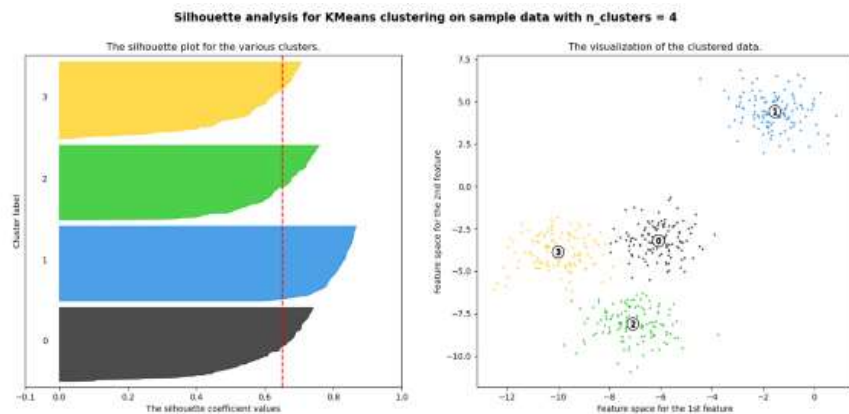 Silhouette analysis for KMeans clustering on sample data with n_clusters = 4
The silhouette plot for the various clusters.
3
2
1
0
Cluster label
-0.1 0.0 0.2 0.4 0.6 0.8 1.0
The silhouette coefficient values
The visualization of the clustered data.
7.5
5.0
2.5
0.0
−2.5
−5.0
−7.5
−10.0
Feature space for the 2nd feature
1
0
3
2
−12 −10 −8 −6 −4 −2 0
Feature space for the 1st feature